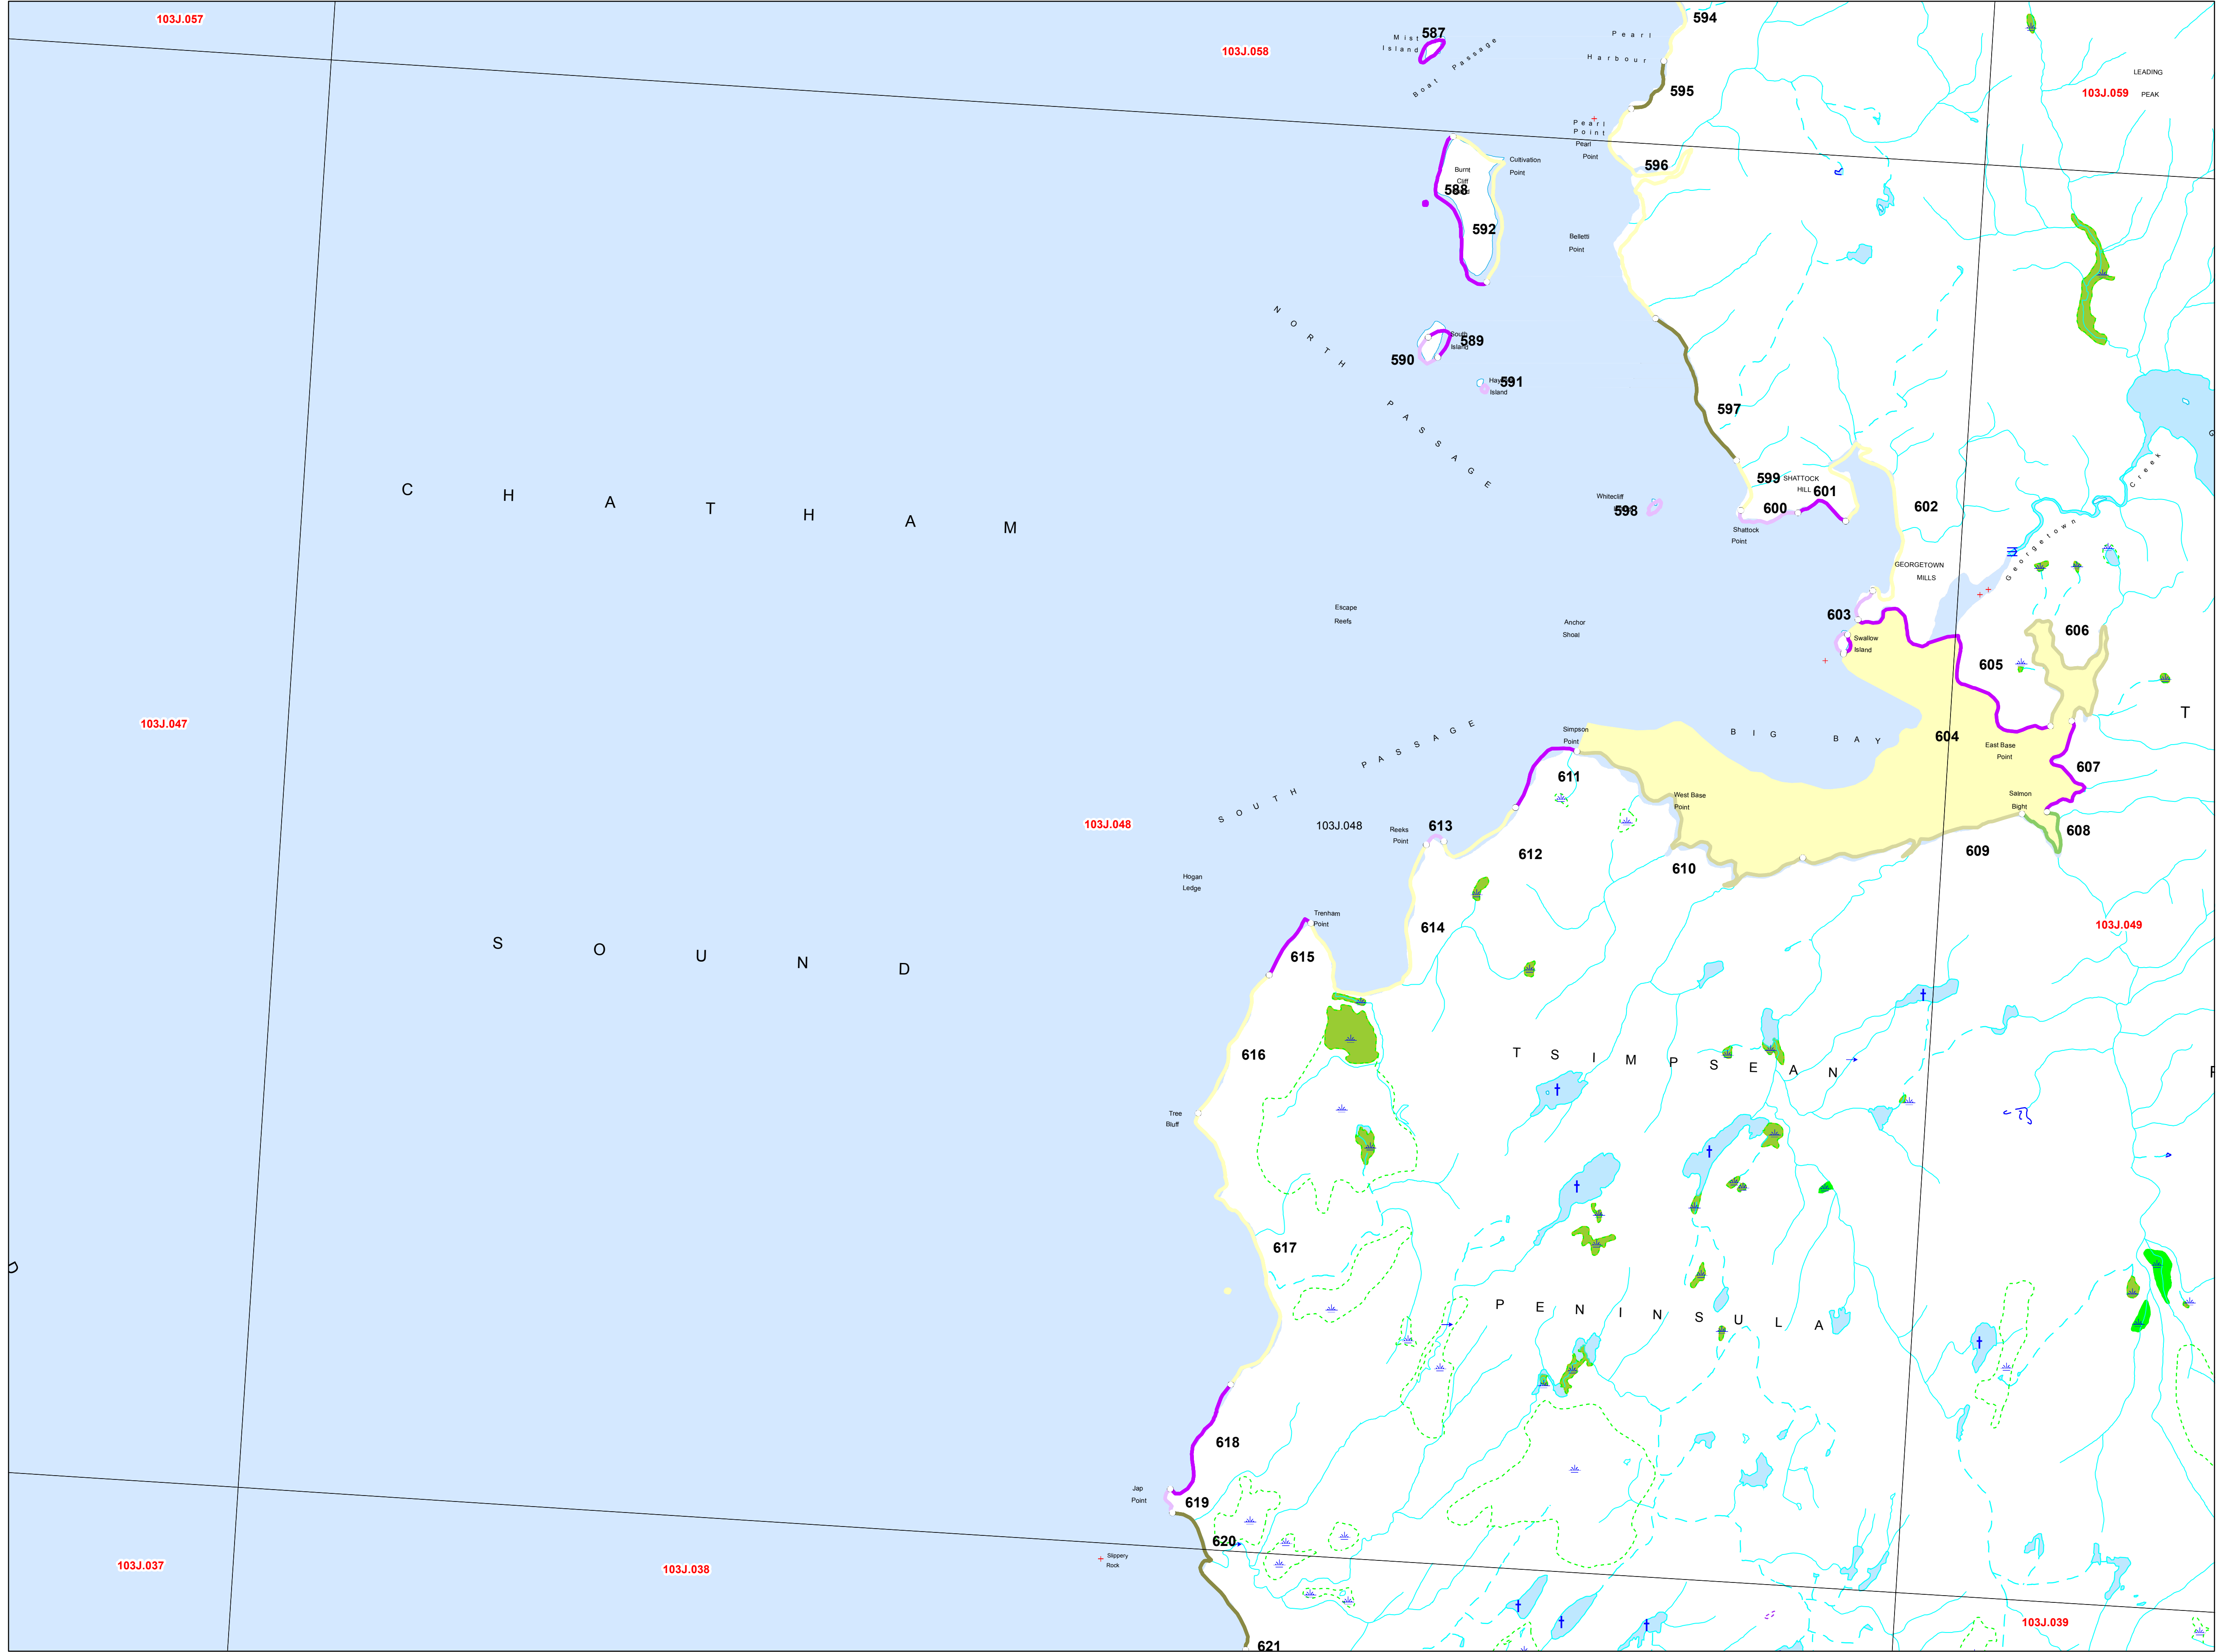 103J.057
594
Mist
Island
587
Boat Passage
103J.058
Pearl
Harbour
LEADING
PEAK
103J.059
595
Pearl
Point
Pearl
Point
596
Cultivation
Point
Burnt
Cliff
588
592
Belletti
Point
NORTH PASSAGE
South
Island
589
590
591
Island
597
CHATHAM
599
SHATTOCK
HILL
601
600
602
Whitecliff
598
Shattock
Point
Georgetown Creek
GEORGETOWN
MILLS
Escape
Reefs
Anchor
Shoal
603
Swallow
Island
606
605
T
103J.047
SOUTH PASSAGE
Simpson
Point
BIG BAY
604
East Base
Point
607
611
West Base
Point
Salmon
Bight
103J.048
103J.048
Reeks
Point
613
608
612
609
610
Hogan
Ledge
Trenham
Point
614
103J.049
SOUND
615
616
TSIMPSEAN
Tree
Bluff
617
PENINSULA
618
Jap
Point
619
620
Slippery
Rock
103J.037
103J.038
103J.039
621